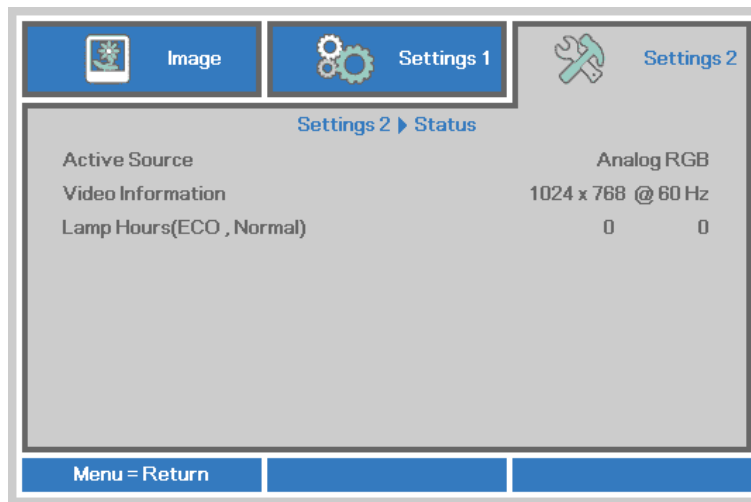 Image Settings 1 Settings 2
Settings 2 ▶ Status
Active Source Analog RGB
Video Information 1024 x 768 @ 60 Hz
Lamp Hours(ECO , Normal) 0 0
Menu = Return